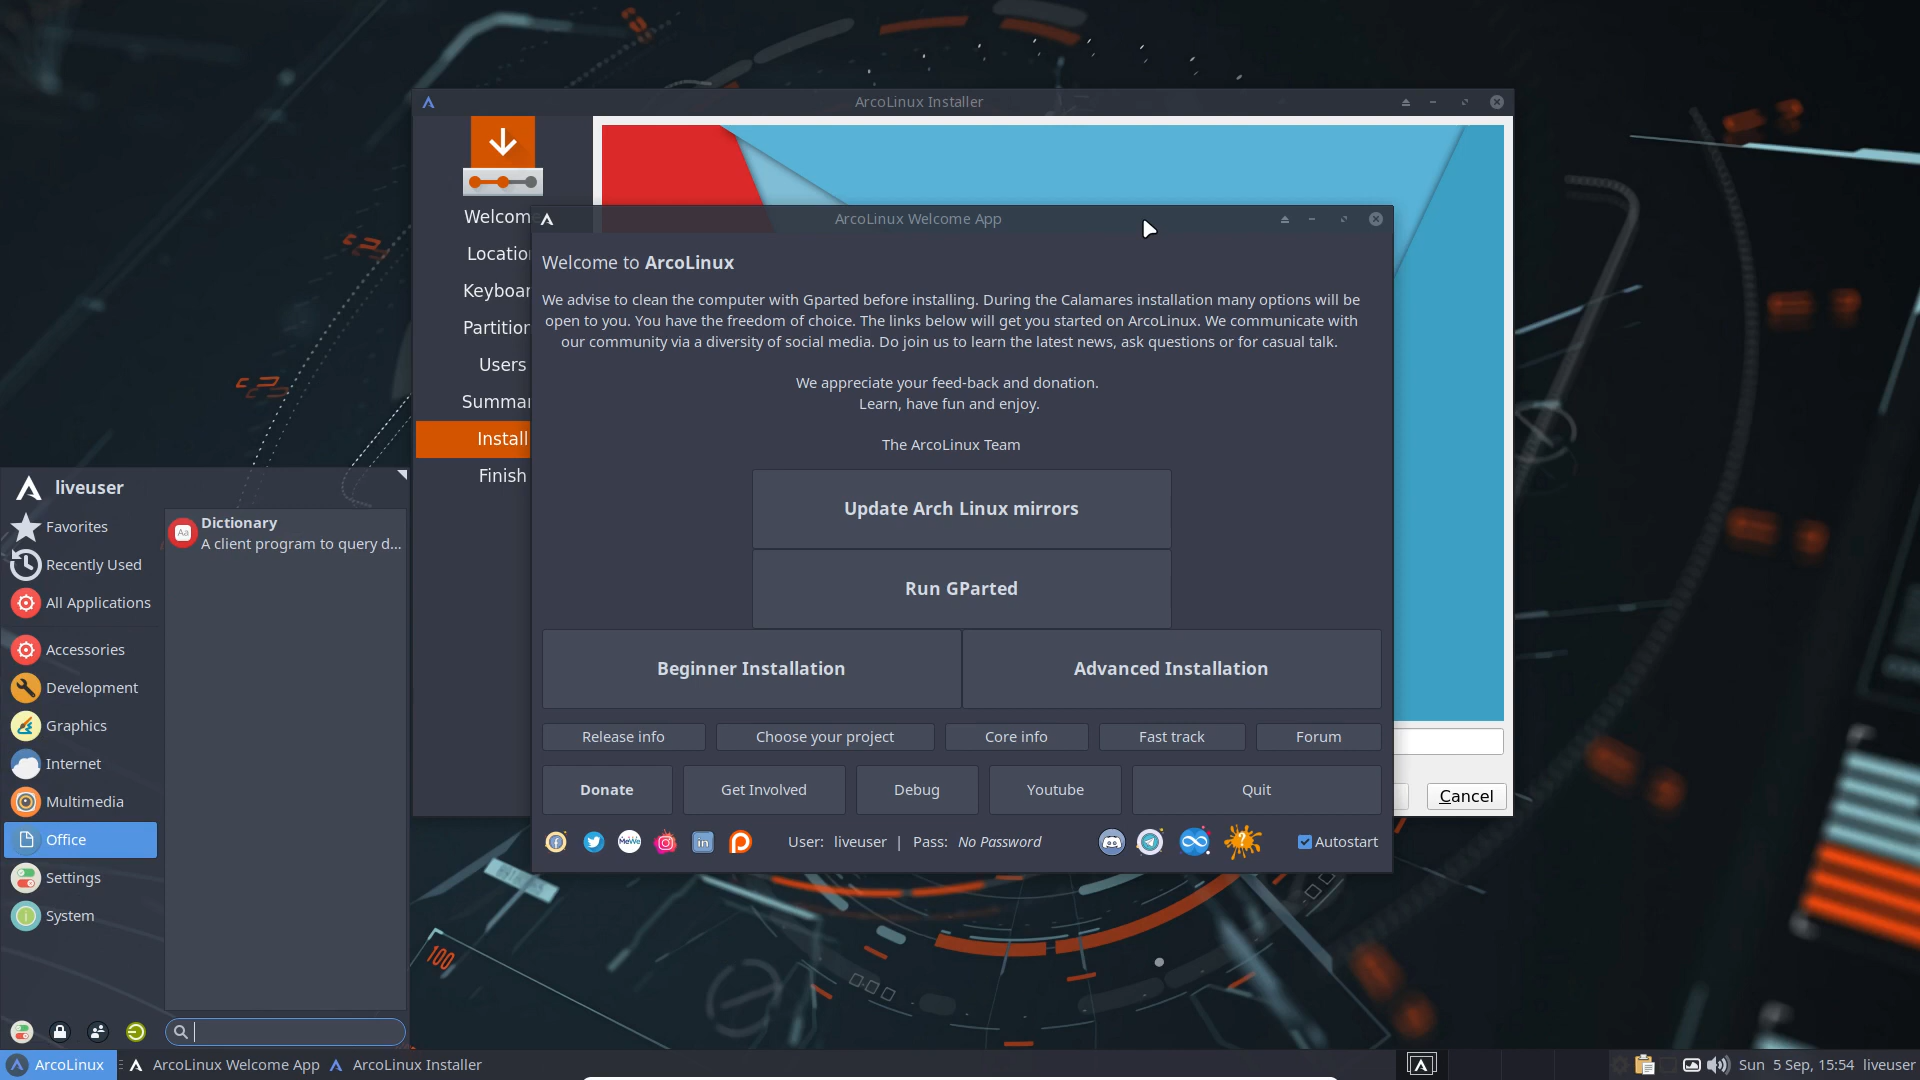 ArcoLinux Installer
Welcom
Locatio
Keyboar
Partition
Users
Summar
Install
Finish
ArcoLinux Welcome App
Welcome to ArcoLinux
We advise to clean the computer with Gparted before installing. During the Calamares installation many options will be
open to you. You have the freedom of choice. The links below will get you started on ArcoLinux. We communicate with
our community via a diversity of social media. Do join us to learn the latest news, ask questions or for casual talk.
We appreciate your feed-back and donation.
Learn, have fun and enjoy.
The ArcoLinux Team
Update Arch Linux mirrors
Run GParted
Beginner Installation
Advanced Installation
Release info
Choose your project
Core info
Fast track
Forum
Donate
Get Involved
Debug
Youtube
Quit
MeWe
in
User: liveuser | Pass: No Password
?
Autostart
Cancel
liveuser
Favorites
Recently Used
All Applications
Accessories
Development
Graphics
Internet
Multimedia
Office
Settings
System
Aa
Dictionary
A client program to query d...
100
ArcoLinux
ArcoLinux Welcome App
ArcoLinux Installer
Sun 5 Sep, 15:54
liveuser